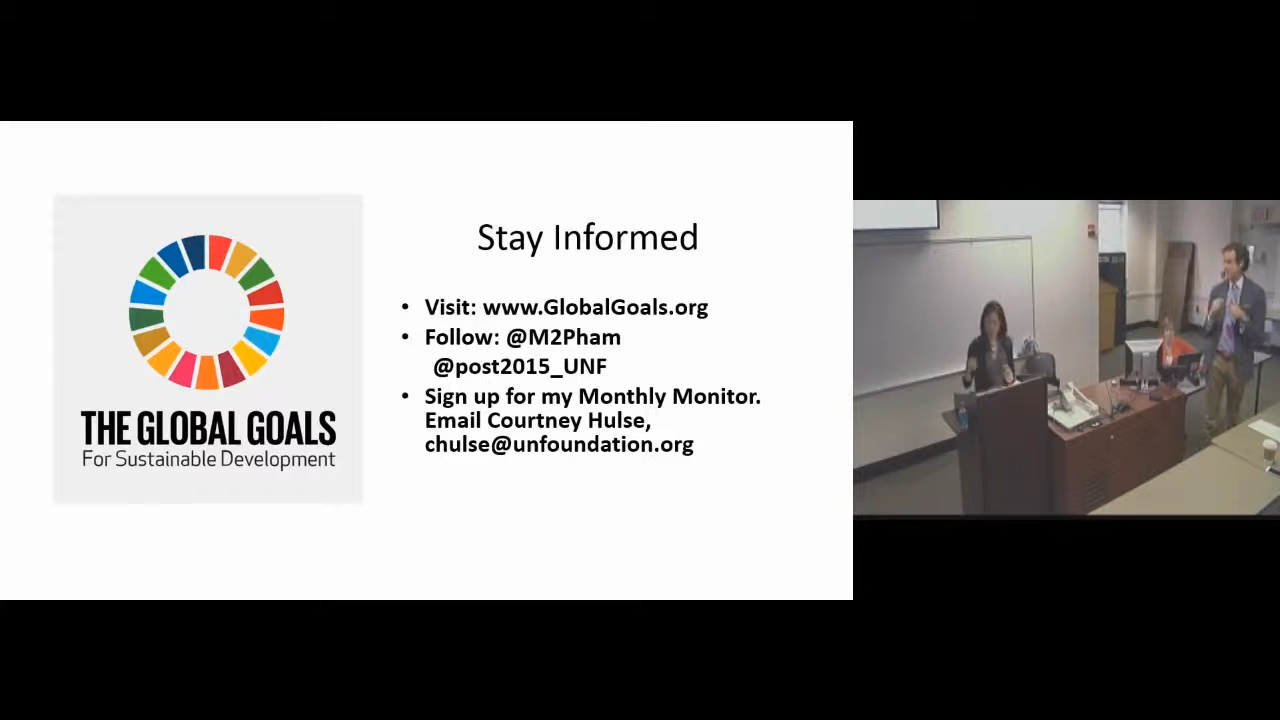 Stay Informed
• Visit: www.GlobalGoals.org
• Follow: @M2Pham
@post2015_UNF
• Sign up for my Monthly Monitor.
Email Courtney Hulse,
chulse@unfoundation.org
THE GLOBAL GOALS
For Sustainable Development